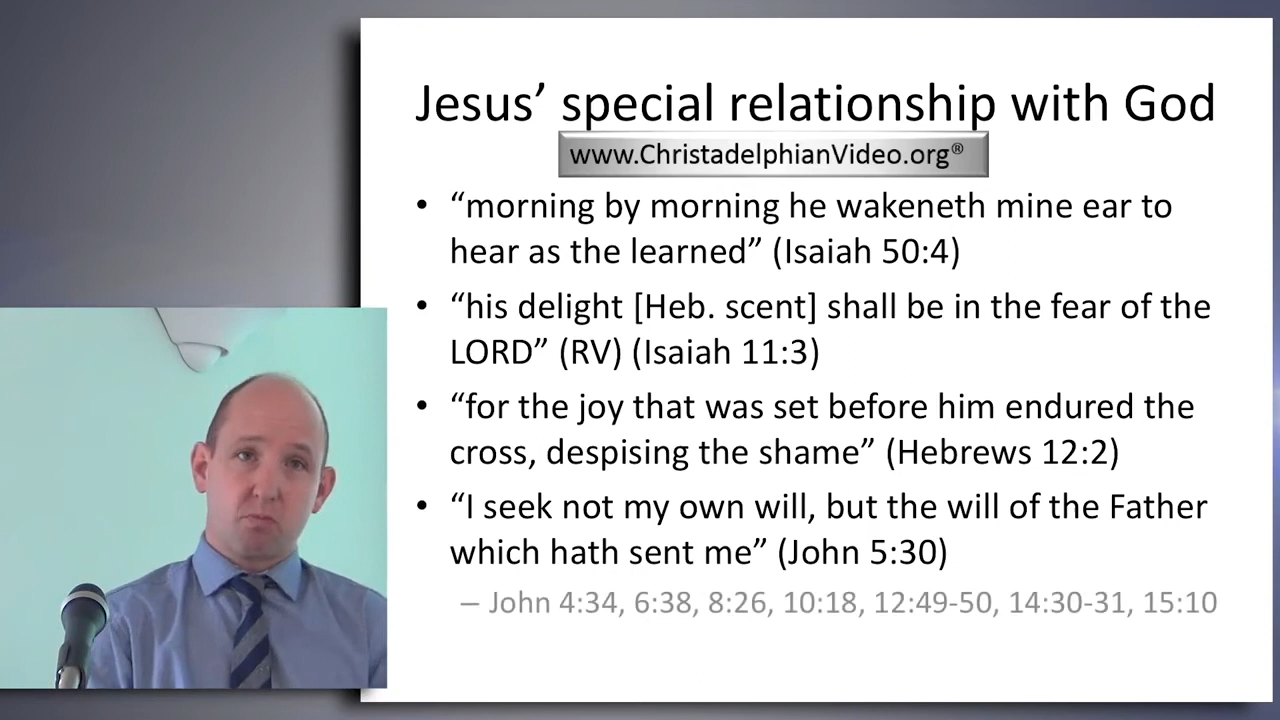 Jesus’ special relationship with God
www.ChristadelphianVideo.org®
• “morning by morning he wakeneth mine ear to
hear as the learned” (Isaiah 50:4)
• “his delight [Heb. scent] shall be in the fear of the
LORD” (RV) (Isaiah 11:3)
• “for the joy that was set before him endured the
cross, despising the shame” (Hebrews 12:2)
• “I seek not my own will, but the will of the Father
which hath sent me” (John 5:30)
– John 4:34, 6:38, 8:26, 10:18, 12:49-50, 14:30-31, 15:10